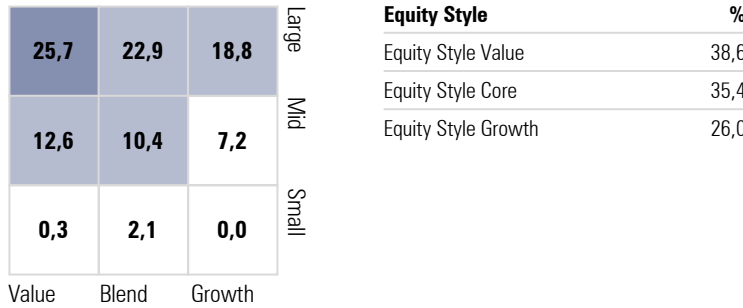 25,7 22,9 18,8 Large
12,6 10,4 7,2 Mid
0,3 2,1 0,0 Small
Value Blend Growth
Equity Style %
Equity Style Value 38,6
Equity Style Core 35,4
Equity Style Growth 26,0